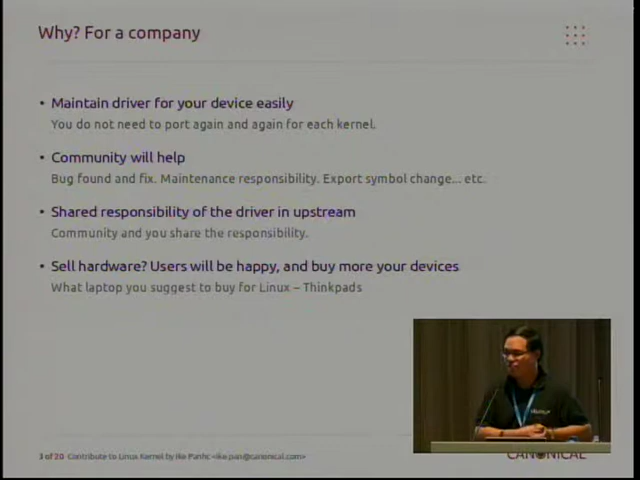 Why? For a company
• Maintain driver for your device easily
You do not need to port again and again for each kernel.
• Community will help
Bug found and fix. Maintenance responsibility. Export symbol change... etc.
• Shared responsibility of the driver in upstream
Community and you share the responsibility.
• Sell hardware? Users will be happy, and buy more your devices
What laptop you suggest to buy for Linux – Thinkpads
3 of 20 Contribute to Linux Kernel by Ike Panhc <ike.pan@canonical.com>
CANONICAL